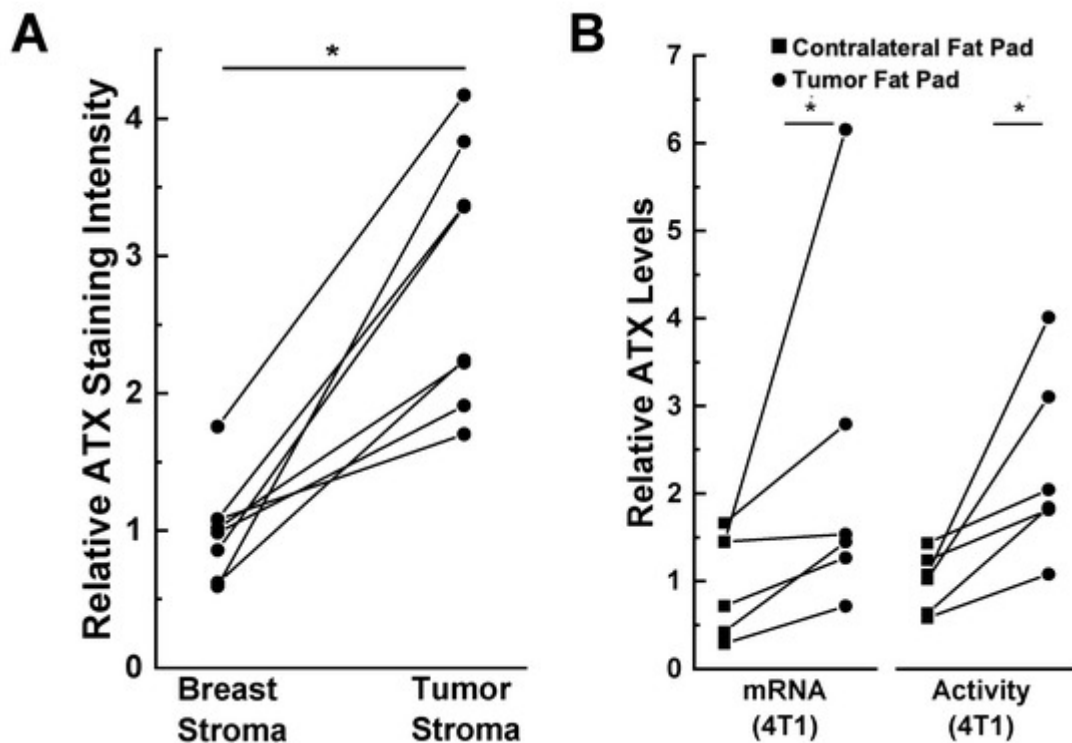 A
*
Relative ATX Staining Intensity
4
3
2
1
0
Breast
Stroma
Tumor
Stroma
B
Contralateral Fat Pad
Tumor Fat Pad
*
*
Relative ATX Levels
7
6
5
4
3
2
1
0
mRNA
(4T1)
Activity
(4T1)